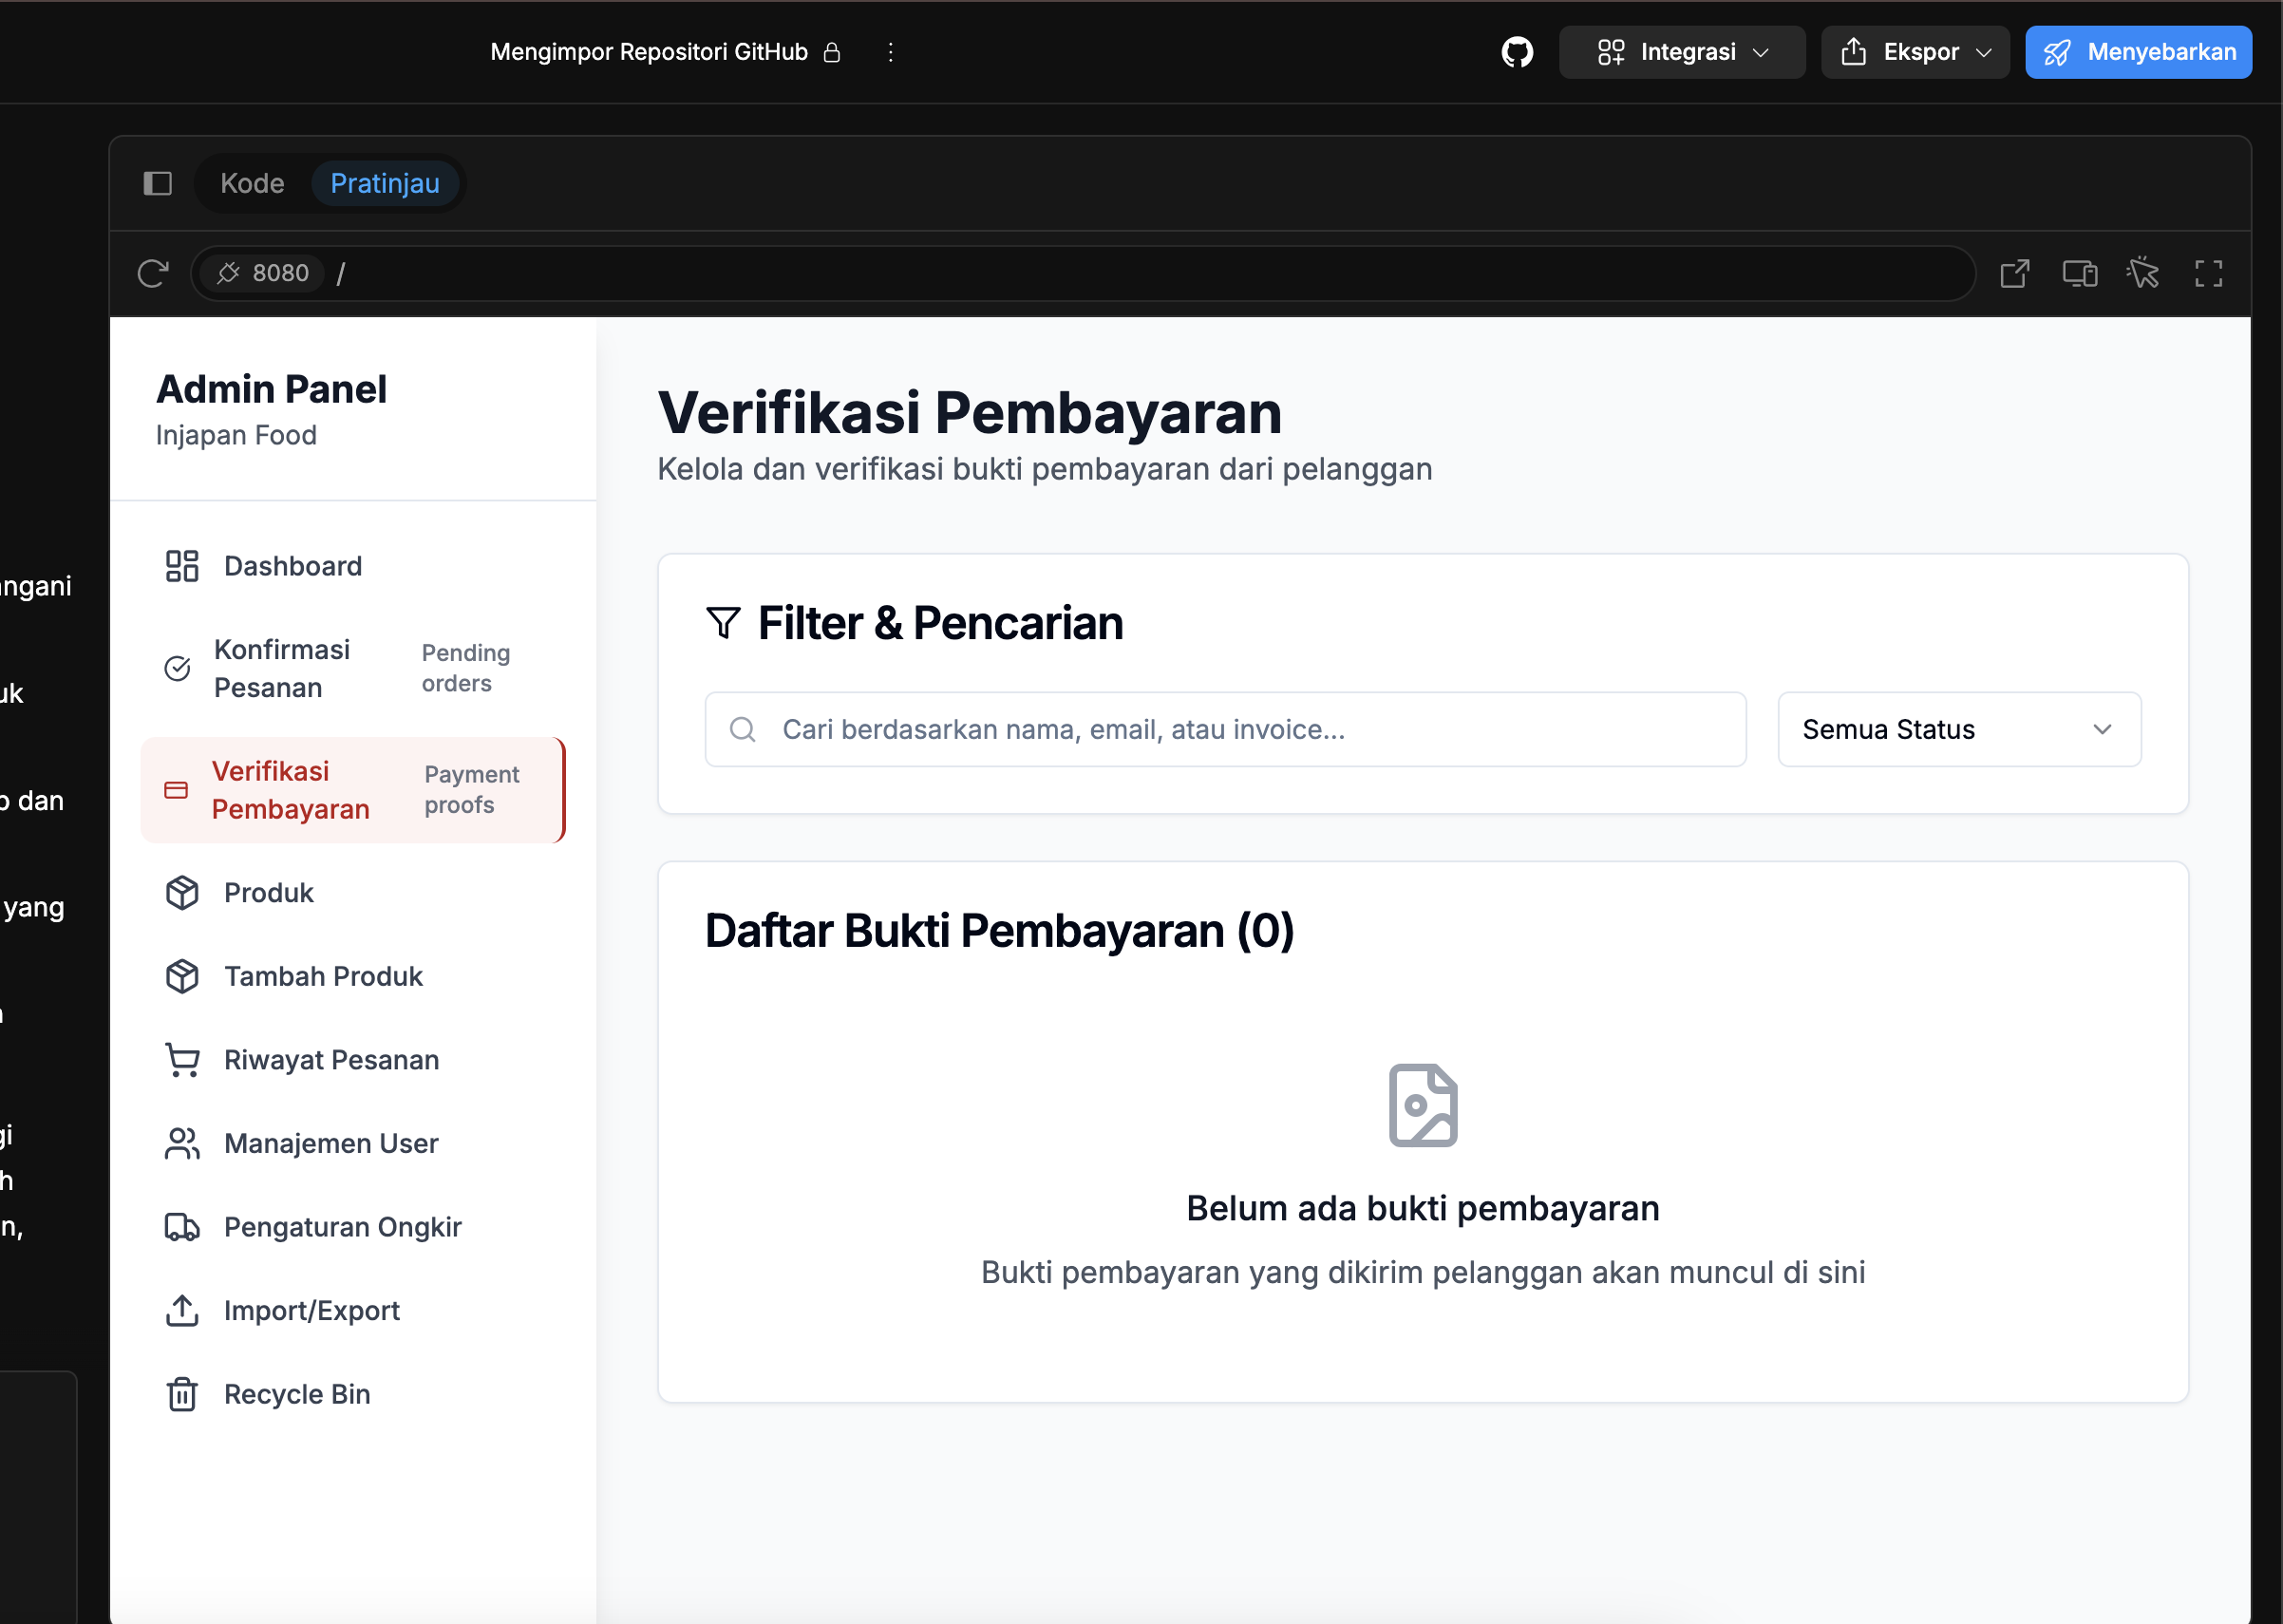 Mengimpor Repositori GitHub
Integrasi
Ekspor
Menyebarkan
Kode
Pratinjau
8080
/
uk
dan
yang
Admin Panel
Injapan Food
Dashboard
Konfirmasi
Pesanan
Pending
orders
Verifikasi
Pembayaran
Payment
proofs
Produk
Tambah Produk
Riwayat Pesanan
Manajemen User
Pengaturan Ongkir
Import/Export
Recycle Bin
Verifikasi Pembayaran
Kelola dan verifikasi bukti pembayaran dari pelanggan
Filter & Pencarian
Cari berdasarkan nama, email, atau invoice...
Semua Status
Daftar Bukti Pembayaran (0)
Belum ada bukti pembayaran
Bukti pembayaran yang dikirim pelanggan akan muncul di sini